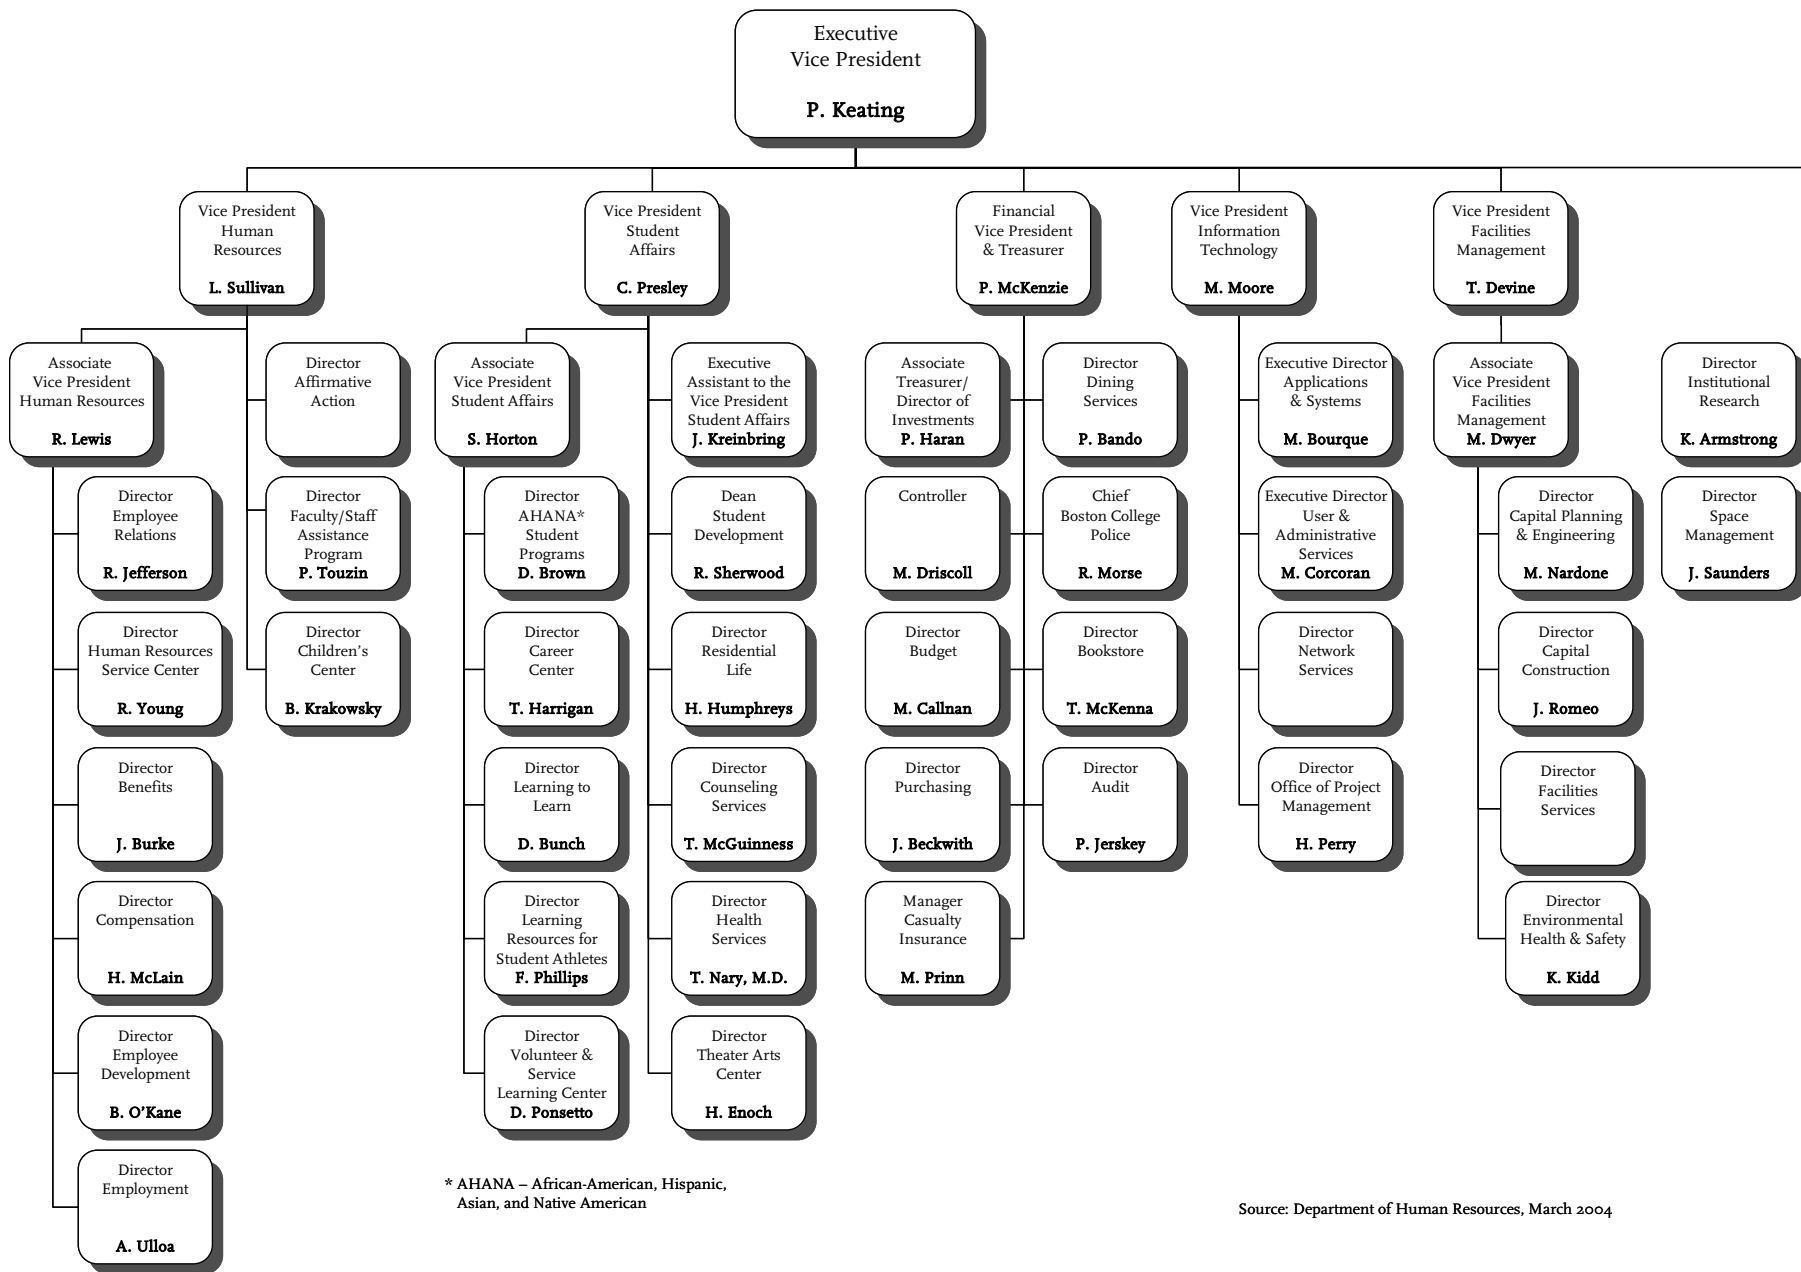 Executive
Vice President
P. Keating
Vice President
Human
Resources
L. Sullivan
Vice President
Student
Affairs
C. Presley
Financial
Vice President
& Treasurer
P. McKenzie
Vice President
Information
Technology
M. Moore
Vice President
Facilities
Management
T. Devine
Associate
Vice President
Human Resources
R. Lewis
Director
Affirmative
Action
Associate
Vice President
Student Affairs
S. Horton
Executive
Assistant to the
Vice President
Student Affairs
J. Kreinbring
Associate
Treasurer/
Director of
Investments
P. Haran
Director
Dining
Services
P. Bando
Executive Director
Applications
& Systems
M. Bourque
Associate
Vice President
Facilities
Management
M. Dwyer
Director
Institutional
Research
K. Armstrong
Director
Employee
Relations
R. Jefferson
Director
Faculty/Staff
Assistance
Program
P. Touzin
Director
AHANA*
Student
Programs
D. Brown
Dean
Student
Development
R. Sherwood
Controller
M. Driscoll
Chief
Boston College
Police
R. Morse
Executive Director
User &
Administrative
Services
M. Corcoran
Director
Capital Planning
& Engineering
M. Nardone
Director
Space
Management
J. Saunders
Director
Human Resources
Service Center
R. Young
Director
Children's
Center
B. Krakowsky
Director
Career
Center
T. Harrigan
Director
Residential
Life
H. Humphreys
Director
Budget
M. Callnan
Director
Bookstore
T. McKenna
Director
Network
Services
Director
Capital
Construction
J. Romeo
Director
Benefits
J. Burke
Director
Learning to
Learn
D. Bunch
Director
Counseling
Services
T. McGuinness
Director
Purchasing
J. Beckwith
Director
Audit
P. Jerskey
Director
Office of Project
Management
H. Perry
Director
Facilities
Services
Director
Compensation
H. McLain
Director
Learning
Resources for
Student Athletes
F. Phillips
Director
Health
Services
T. Nary, M.D.
Manager
Casualty
Insurance
M. Prinn
Director
Environmental
Health & Safety
K. Kidd
Director
Employee
Development
B. O'Kane
Director
Volunteer &
Service
Learning Center
D. Ponsetto
Director
Theater Arts
Center
H. Enoch
Director
Employment
A. Ulloa
* AHANA – African-American, Hispanic,
Asian, and Native American
Source: Department of Human Resources, March 2004